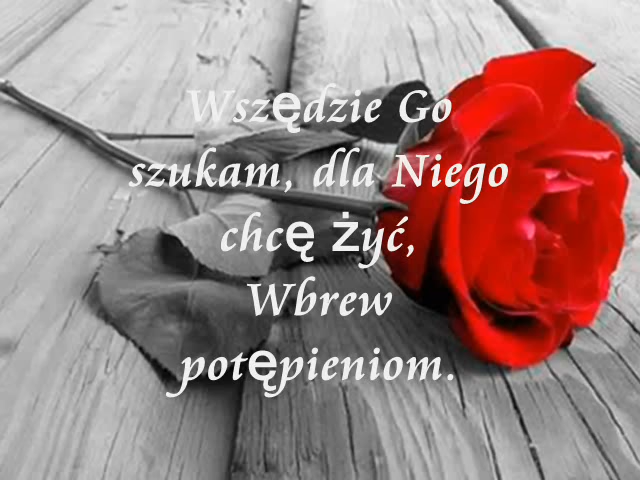 Wszędzie Go
szukam, dla Niego
chcę żyć,
Wbrew
potępieniom.